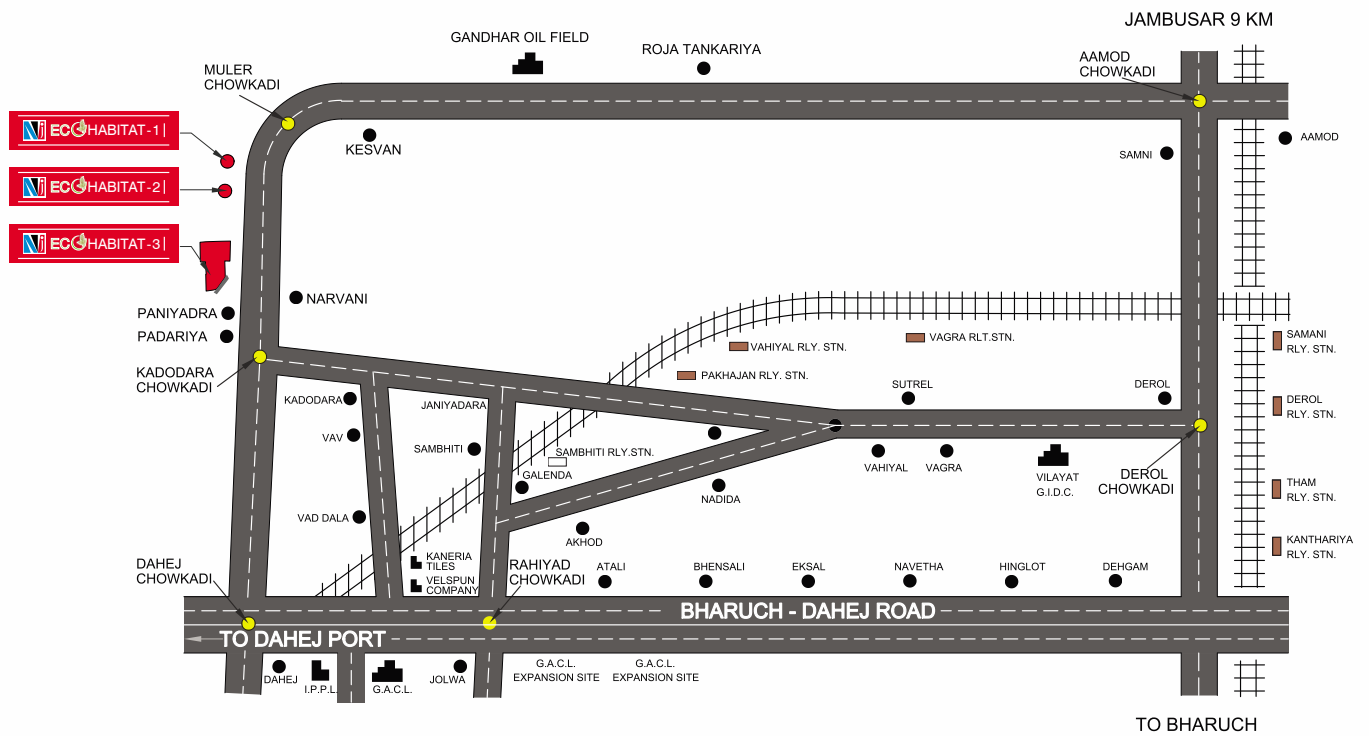 JAMBUSAR 9 KM
GANDHAR OIL FIELD
ROJA TANKARIYA
AAMOD
CHOWKADI
MULER
CHOWKADI
Ni ECO HABITAT-1
KESVAN
SAMNI
AAMOD
Ni ECO HABITAT-2
Ni ECO HABITAT-3
NARVANI
PANIYADRA
PADARIYA
VAHIYAL RLY. STN.
VAGRA RLT.STN.
SAMANI
RLY. STN.
KADODARA
CHOWKADI
PAKHAJAN RLY. STN.
SUTREL
DEROL
DEROL
RLY. STN.
KADODARA
JANIYADARA
VAV
SAMBHITI
SAMBHITI RLY.STN.
GALENDA
VAHIYAL
VAGRA
VILAYAT
G.I.D.C.
DEROL
CHOWKADI
THAM
RLY. STN.
NADIDA
VAD DALA
AKHOD
KANTHARIYA
RLY. STN.
DAHEJ
CHOWKADI
KANERIA
TILES
VELSPUN
COMPANY
RAHIYAD
CHOWKADI
ATALI
BHENSALI
EKSAL
NAVETHA
HINGLOT
DEHGAM
BHARUCH - DAHEJ ROAD
TO DAHEJ PORT
DAHEJ
I.P.P.L.
G.A.C.L.
JOLWA
G.A.C.L.
EXPANSION SITE
G.A.C.L.
EXPANSION SITE
TO BHARUCH